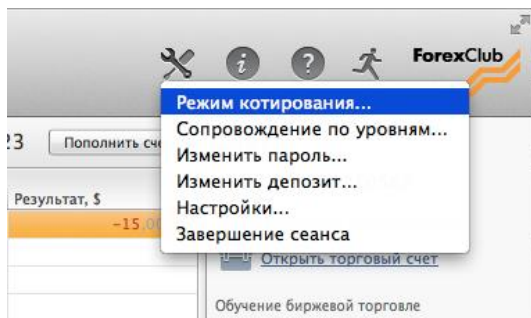 ForexClub
Режим котирования...
Сопровождение по уровням...
Изменить пароль...
Изменить депозит...
Настройки...
Завершение сеанса
23 Пополнить сч
Результат, $
-15,00
Открыть торговый счет
Обучение биржевой торговле